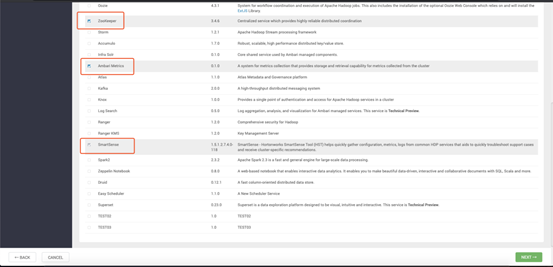 Oozie 4.3.1 System for workflow coordination and execution of Apache Hadoop jobs. This also includes the installation of the optional Oozie Web Console which relies on and will install the
ExtJS Library.
ZooKeeper 3.4.6 Centralized service which provides highly reliable distributed coordination
Storm 1.2.1 Apache Hadoop Stream processing framework
Accumulo 1.7.0 Robust, scalable, high performance distributed key/value store.
Infra Solr 0.1.0 Core shared service used by Ambari managed components.
Ambari Metrics 0.1.0 A system for metrics collection that provides storage and retrieval capability for metrics collected from the cluster
Atlas 1.1.0 Atlas Metadata and Governance platform
Kafka 2.0.0 A high-throughput distributed messaging system
Knox 1.0.0 Provides a single point of authentication and access for Apache Hadoop services in a cluster
Log Search 0.5.0 Log aggregation, analysis, and visualization for Ambari managed services. This service is Technical Preview.
Ranger 1.2.0 Comprehensive security for Hadoop
Ranger KMS 1.2.0 Key Management Server
SmartSense SmartSense - Hortonworks SmartSense Tool (HST) helps quickly gather configuration, metrics, logs from common HDP services that aids to quickly troubleshoot support cases
and receive cluster-specific recommendations.
Spark2 2.3.2 Apache Spark 2.3 is a fast and general engine for large-scale data processing.
Zeppelin Notebook 0.8.0 A web-based notebook that enables interactive data analytics. It enables you to make beautiful data-driven, interactive and collaborative documents with SQL, Scala and more.
Druid 0.12.1 A fast column-oriented distributed data store.
Scheduler 1.1.0 A New Scheduler Service
Superset 0.23.0 Superset is a data exploration platform designed to be visual, intuitive and interactive. This service is Technical Preview.
TEST02 1.0 TEST02
TEST03 1.0 TEST03
← BACK CANCEL NEXT →